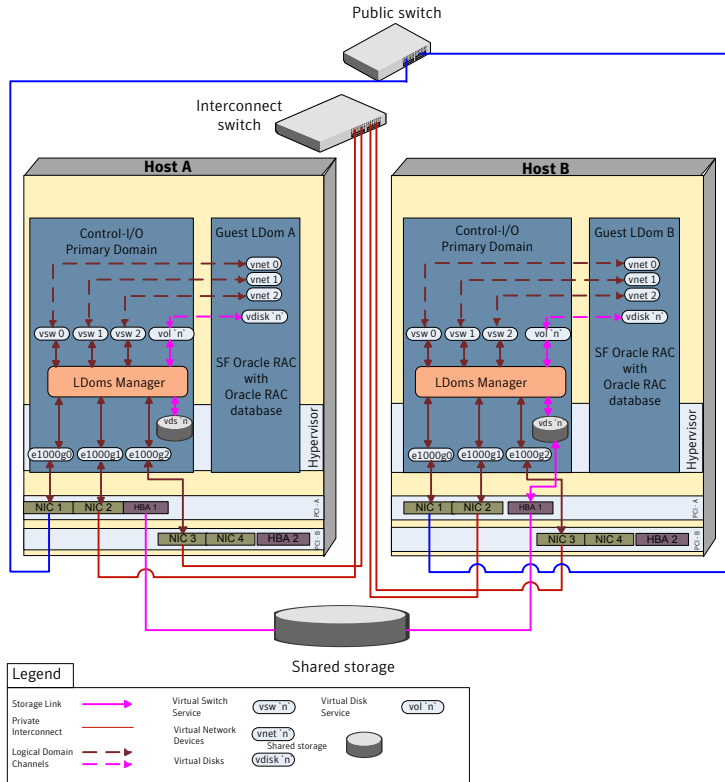 Public switch
Interconnect
switch
Host A
Control-I/O
Primary Domain
Guest LDom A
vnet 0
vnet 1
vnet 2
vdisk `n`
vsw 0
vsw 1
vsw 2
vol `n`
LDoms Manager
SF Oracle RAC
with
Oracle RAC
database
vds `n
Hypervisor
e1000g0
e1000g1
e1000g2
NIC 1
NIC 2
HBA 1
PCI - A
NIC 3
NIC 4
HBA 2
PCI - B
Host B
Control-I/O
Primary Domain
Guest LDom B
vnet 0
vnet 1
vnet 2
vdisk `n`
vsw 0
vsw 1
vsw 2
vol `n`
LDoms Manager
SF Oracle RAC
with
Oracle RAC
database
vds `n
Hypervisor
e1000g0
e1000g1
e1000g2
NIC 1
NIC 2
HBA 1
PCI - A
NIC 3
NIC 4
HBA 2
PCI - B
Shared storage
Legend
Storage Link
Private
Interconnect
Logical Domain
Channels
Virtual Switch
Service
vsw `n`
Virtual Network
Devices
vnet `n`
Virtual Disks
vdisk `n`
Virtual Disk
Service
vol `n`
Shared storage